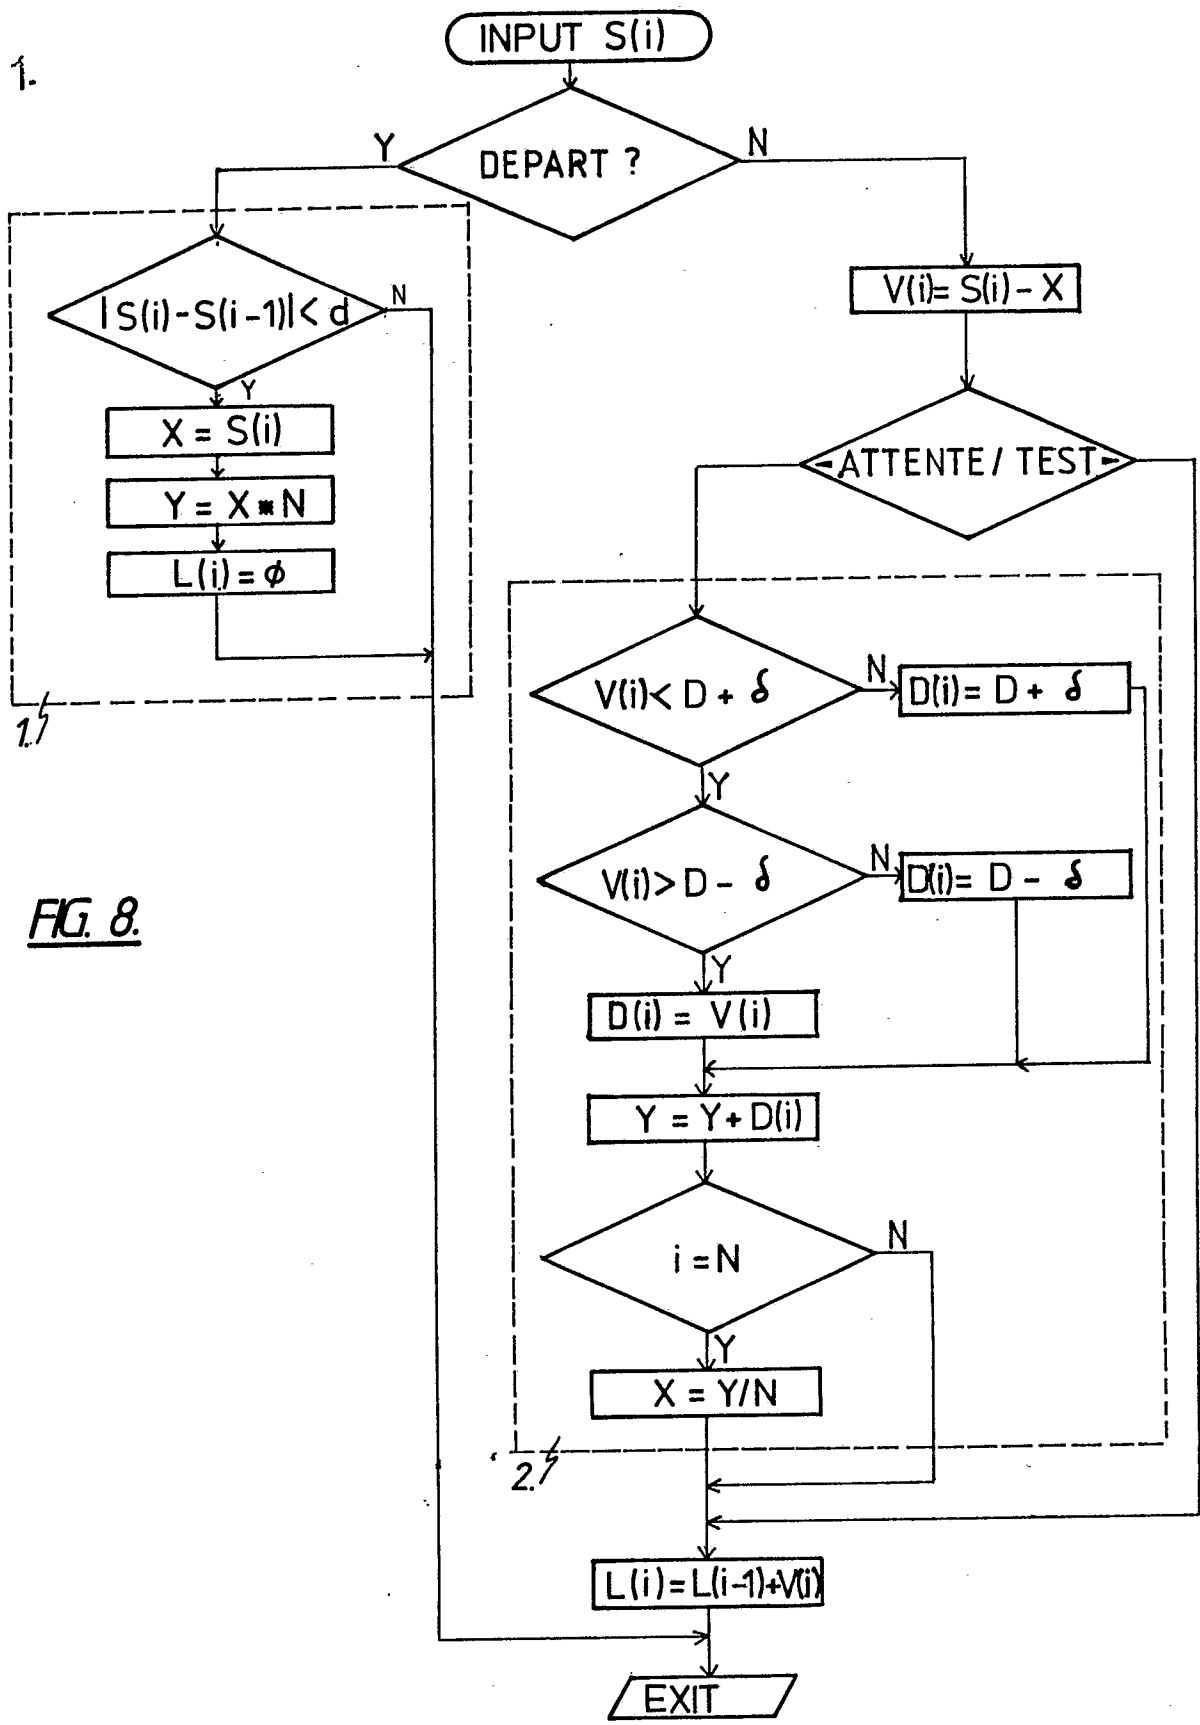 1.
INPUT S(i)
DEPART ?
Y
N
|S(i)-S(i-1)|< d
N
Y
X = S(i)
Y = X * N
L(i) = ϕ
1.
V(i)= S(i) - X
ATTENTE / TEST
V(i)< D + δ
N
D(i)= D + δ
Y
V(i)> D - δ
N
D(i)= D - δ
Y
D(i) = V(i)
Y = Y + D(i)
i = N
N
Y
X = Y/N
2.
L(i)=L(i-1)+V(i)
EXIT
FIG. 8.